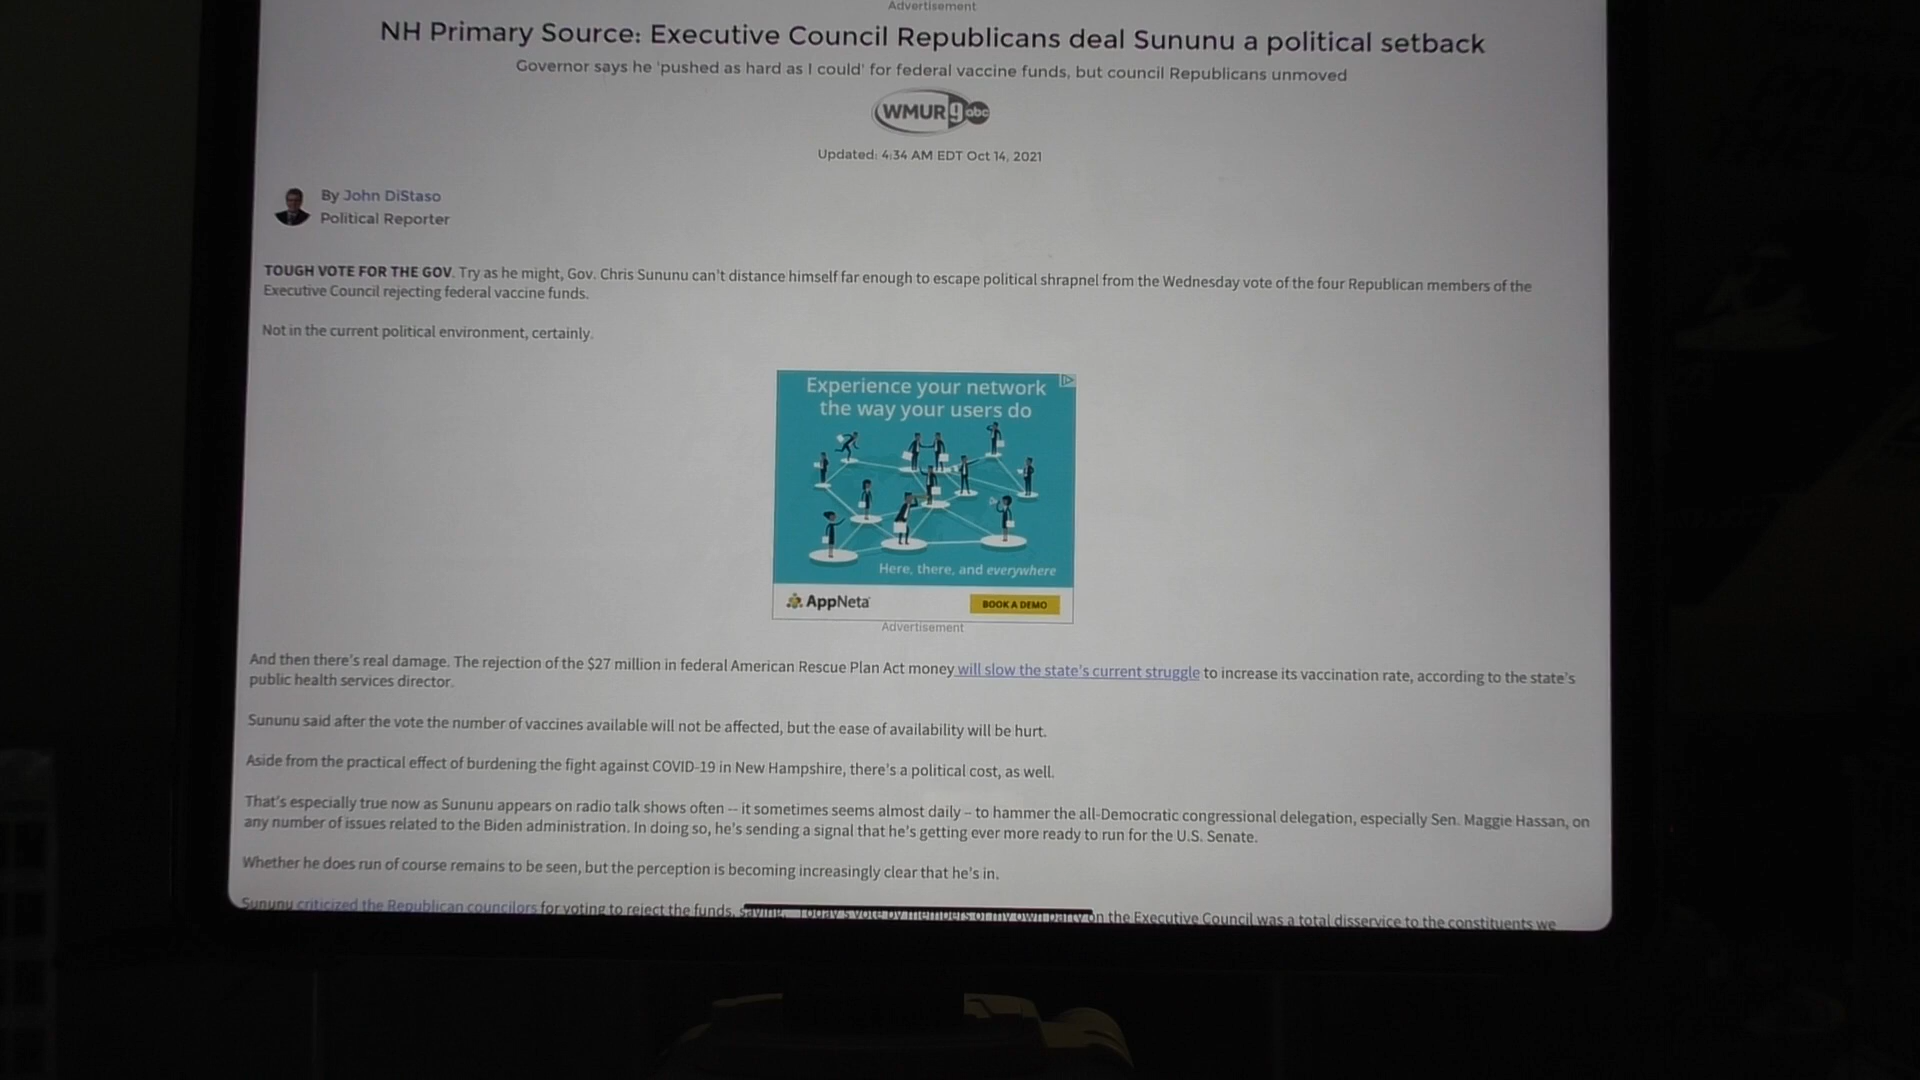 Advertisement
NH Primary Source: Executive Council Republicans deal Sununu a political setback
Governor says he 'pushed as hard as I could' for federal vaccine funds, but council Republicans unmoved
WMUR 9 abc
Updated: 4:34 AM EDT Oct 14, 2021
By John DiStaso
Political Reporter
TOUGH VOTE FOR THE GOV. Try as he might, Gov. Chris Sununu can't distance himself far enough to escape political shrapnel from the Wednesday vote of the four Republican members of the
Executive Council rejecting federal vaccine funds.
Not in the current political environment, certainly.
Experience your network
the way your users do
Here, there, and everywhere
AppNeta
BOOK A DEMO
Advertisement
And then there's real damage. The rejection of the $27 million in federal American Rescue Plan Act money will slow the state's current struggle to increase its vaccination rate, according to the state's
public health services director.
Sununu said after the vote the number of vaccines available will not be affected, but the ease of availability will be hurt.
Aside from the practical effect of burdening the fight against COVID-19 in New Hampshire, there's a political cost, as well.
That's especially true now as Sununu appears on radio talk shows often -- it sometimes seems almost daily – to hammer the all-Democratic congressional delegation, especially Sen. Maggie Hassan, on
any number of issues related to the Biden administration. In doing so, he's sending a signal that he's getting ever more ready to run for the U.S. Senate.
Whether he does run of course remains to be seen, but the perception is becoming increasingly clear that he's in.
Sununu criticized the Republican councilors for voting to reject the funds, saying, "Today's vote by members of my own party on the Executive Council was a total disservice to the constituents we